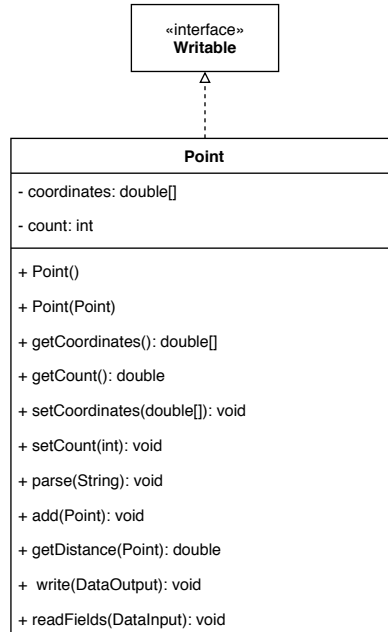 «interface»
Writable
Point
- coordinates: double[]
- count: int
+ Point()
+ Point(Point)
+ getCoordinates(): double[]
+ getCount(): double
+ setCoordinates(double[]): void
+ setCount(int): void
+ parse(String): void
+ add(Point): void
+ getDistance(Point): double
+ write(DataOutput): void
+ readFields(DataInput): void